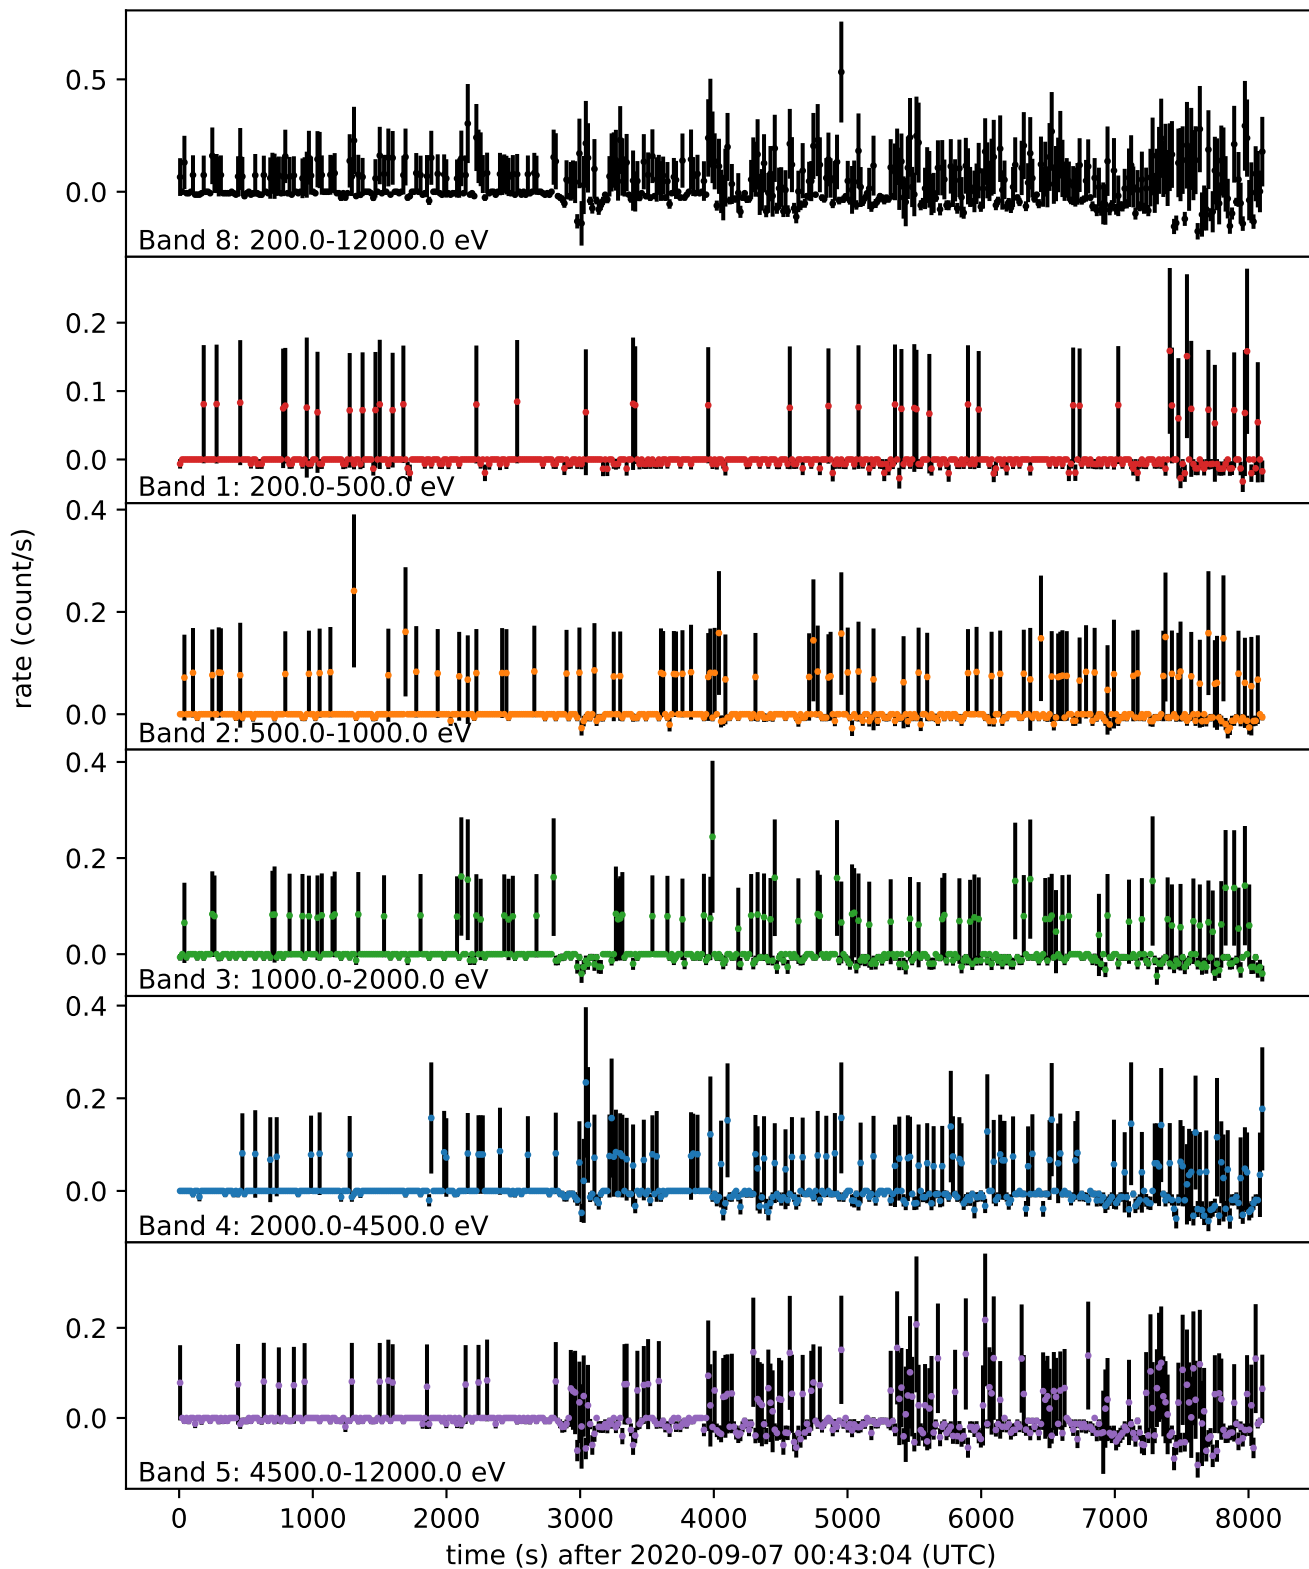 0.5
0.0
Band 8: 200.0-12000.0 eV
0.2
0.1
0.0
Band 1: 200.0-500.0 eV
0.4
0.2
0.0
Band 2: 500.0-1000.0 eV
rate (count/s)
0.4
0.2
0.0
Band 3: 1000.0-2000.0 eV
0.4
0.2
0.0
Band 4: 2000.0-4500.0 eV
0.2
0.0
Band 5: 4500.0-12000.0 eV
0 1000 2000 3000 4000 5000 6000 7000 8000
time (s) after 2020-09-07 00:43:04 (UTC)